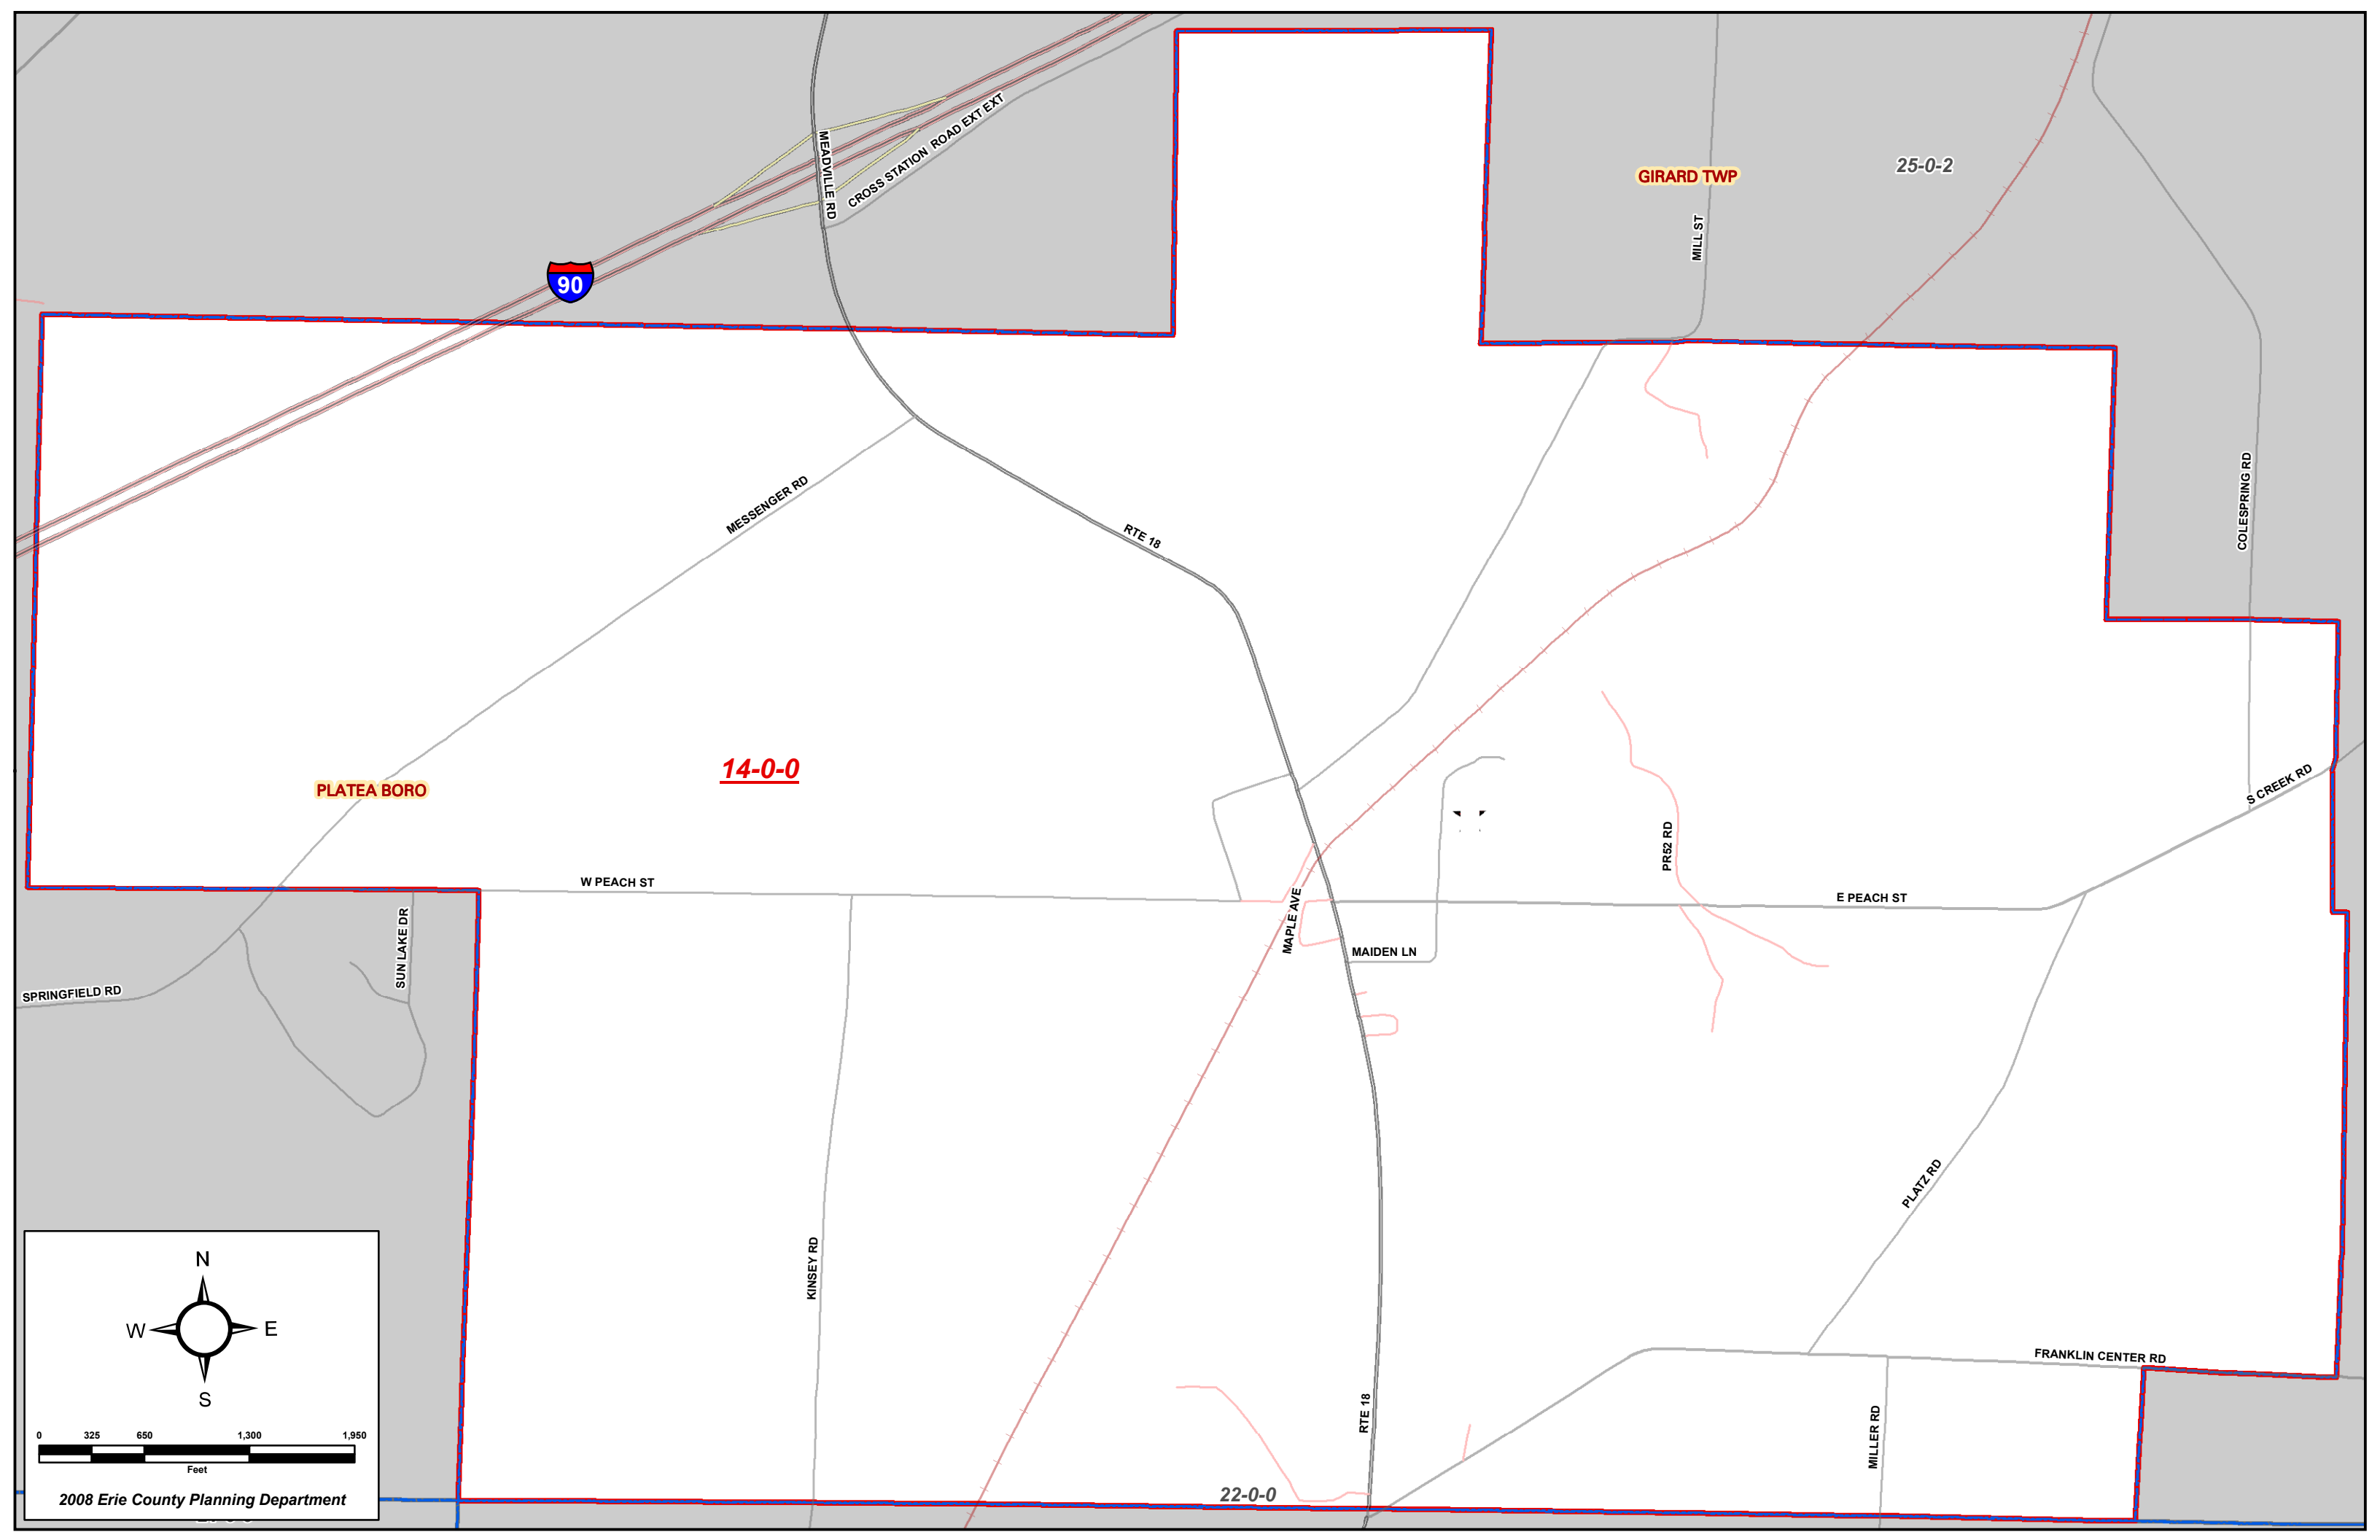 MEADVILLE RD
CROSS STATION ROAD EXT EXT
GIRARD TWP
25-0-2
MILL ST
90
COLESPRING RD
MESSENGER RD
RTE 18
14-0-0
PLATEA BORO
S CREEK RD
PR52 RD
W PEACH ST
E PEACH ST
MAPLE AVE
MAIDEN LN
SUN LAKE DR
SPRINGFIELD RD
PLATZ RD
KINSEY RD
FRANKLIN CENTER RD
RTE 18
MILLER RD
22-0-0
N
W
E
S
0 325 650 1,300 1,950
Feet
2008 Erie County Planning Department